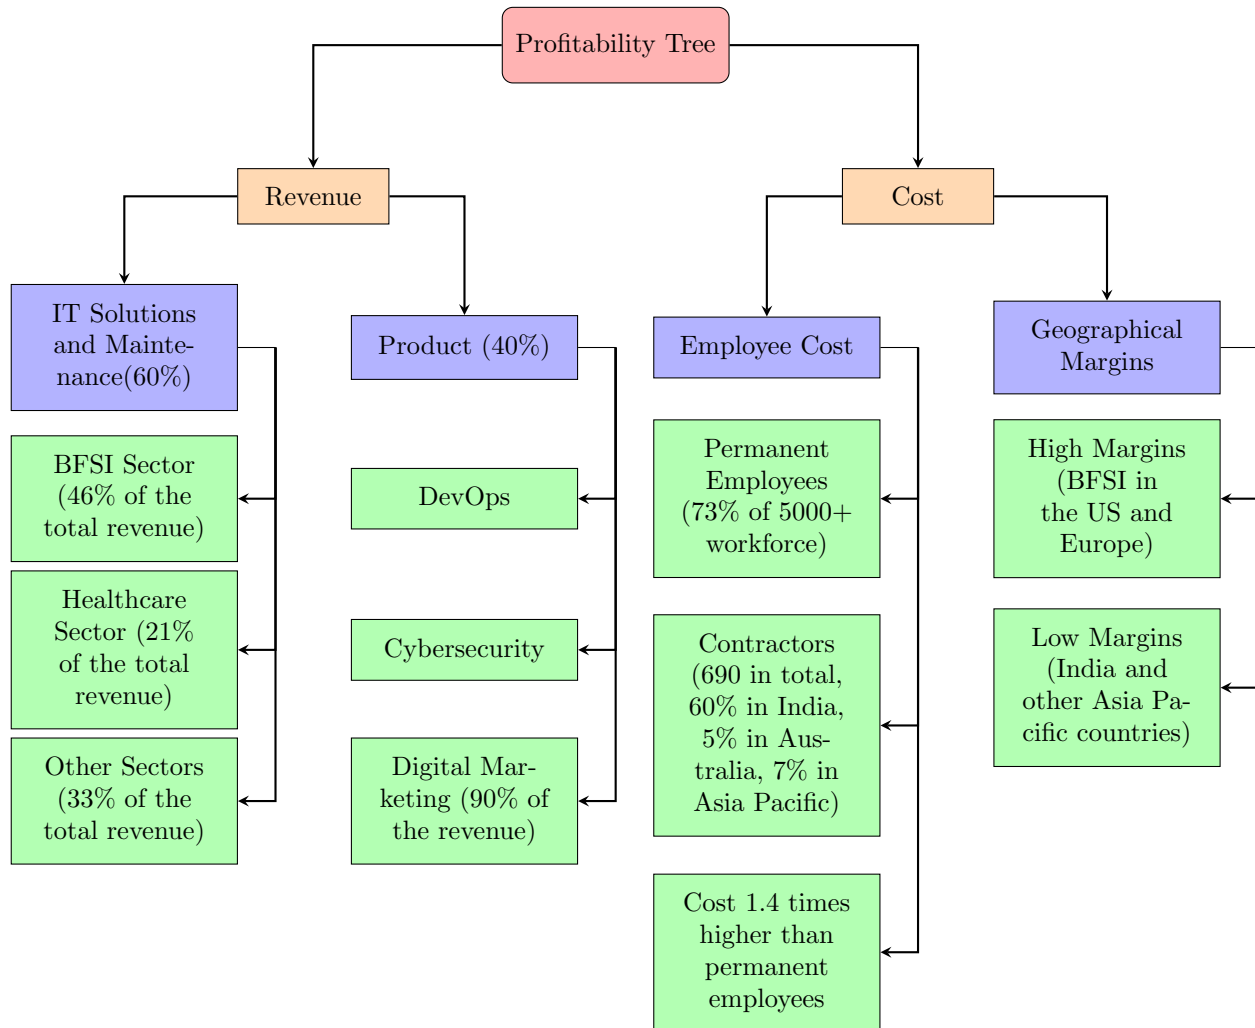 Profitability Tree
Revenue
Cost
IT Solutions
and Mainte-
nance(60%)
Product (40%)
Employee Cost
Geographical
Margins
BFSI Sector
(46% of the
total revenue)
Healthcare
Sector (21%
of the total
revenue)
Other Sectors
(33% of the
total revenue)
DevOps
Cybersecurity
Digital Mar-
keting (90% of
the revenue)
Permanent
Employees
(73% of 5000+
workforce)
Contractors
(690 in total,
60% in India,
5% in Aus-
tralia, 7% in
Asia Pacific)
Cost 1.4 times
higher than
permanent
employees
High Margins
(BFSI in
the US and
Europe)
Low Margins
(India and
other Asia Pa-
cific countries)